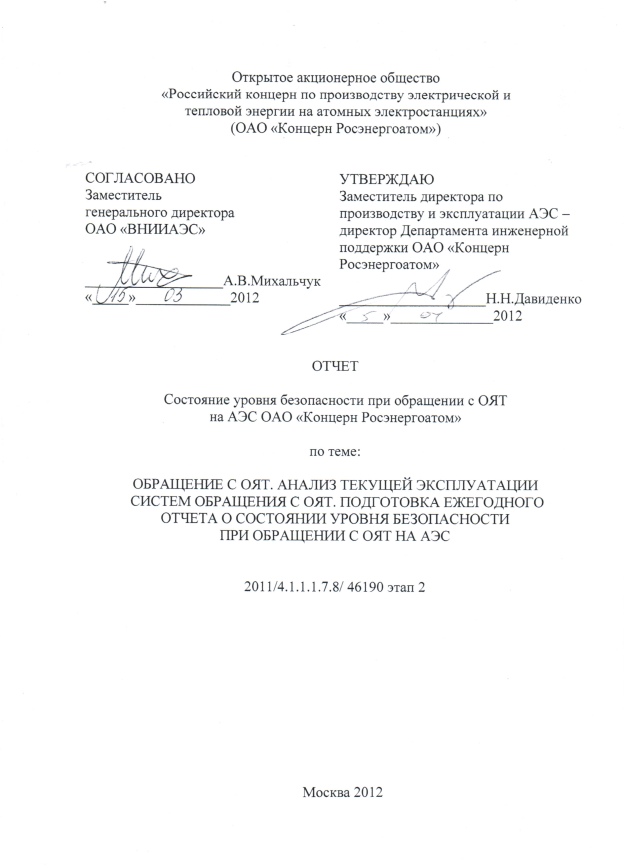 Открытое акционерное общество
«Российский концерн по производству электрической и
тепловой энергии на атомных электростанциях»
(ОАО «Концерн Росэнергоатом»)
СОГЛАСОВАНО
Заместитель
генерального директора
ОАО «ВНИИАЭС»
А.В.Михальчук
«15» 03 2012
УТВЕРЖДАЮ
Заместитель директора по
производству и эксплуатации АЭС –
директор Департамента инженерной
поддержки ОАО «Концерн
Росэнергоатом»
Н.Н.Давиденко
«5» 2012
ОТЧЕТ
Состояние уровня безопасности при обращении с ОЯТ
на АЭС ОАО «Концерн Росэнергоатом»
по теме:
ОБРАЩЕНИЕ С ОЯТ. АНАЛИЗ ТЕКУЩЕЙ ЭКСПЛУАТАЦИИ
СИСТЕМ ОБРАЩЕНИЯ С ОЯТ. ПОДГОТОВКА ЕЖЕГОДНОГО
ОТЧЕТА О СОСТОЯНИИ УРОВНЯ БЕЗОПАСНОСТИ
ПРИ ОБРАЩЕНИИ С ОЯТ НА АЭС
2011/4.1.1.1.7.8/ 46190 этап 2
Москва 2012